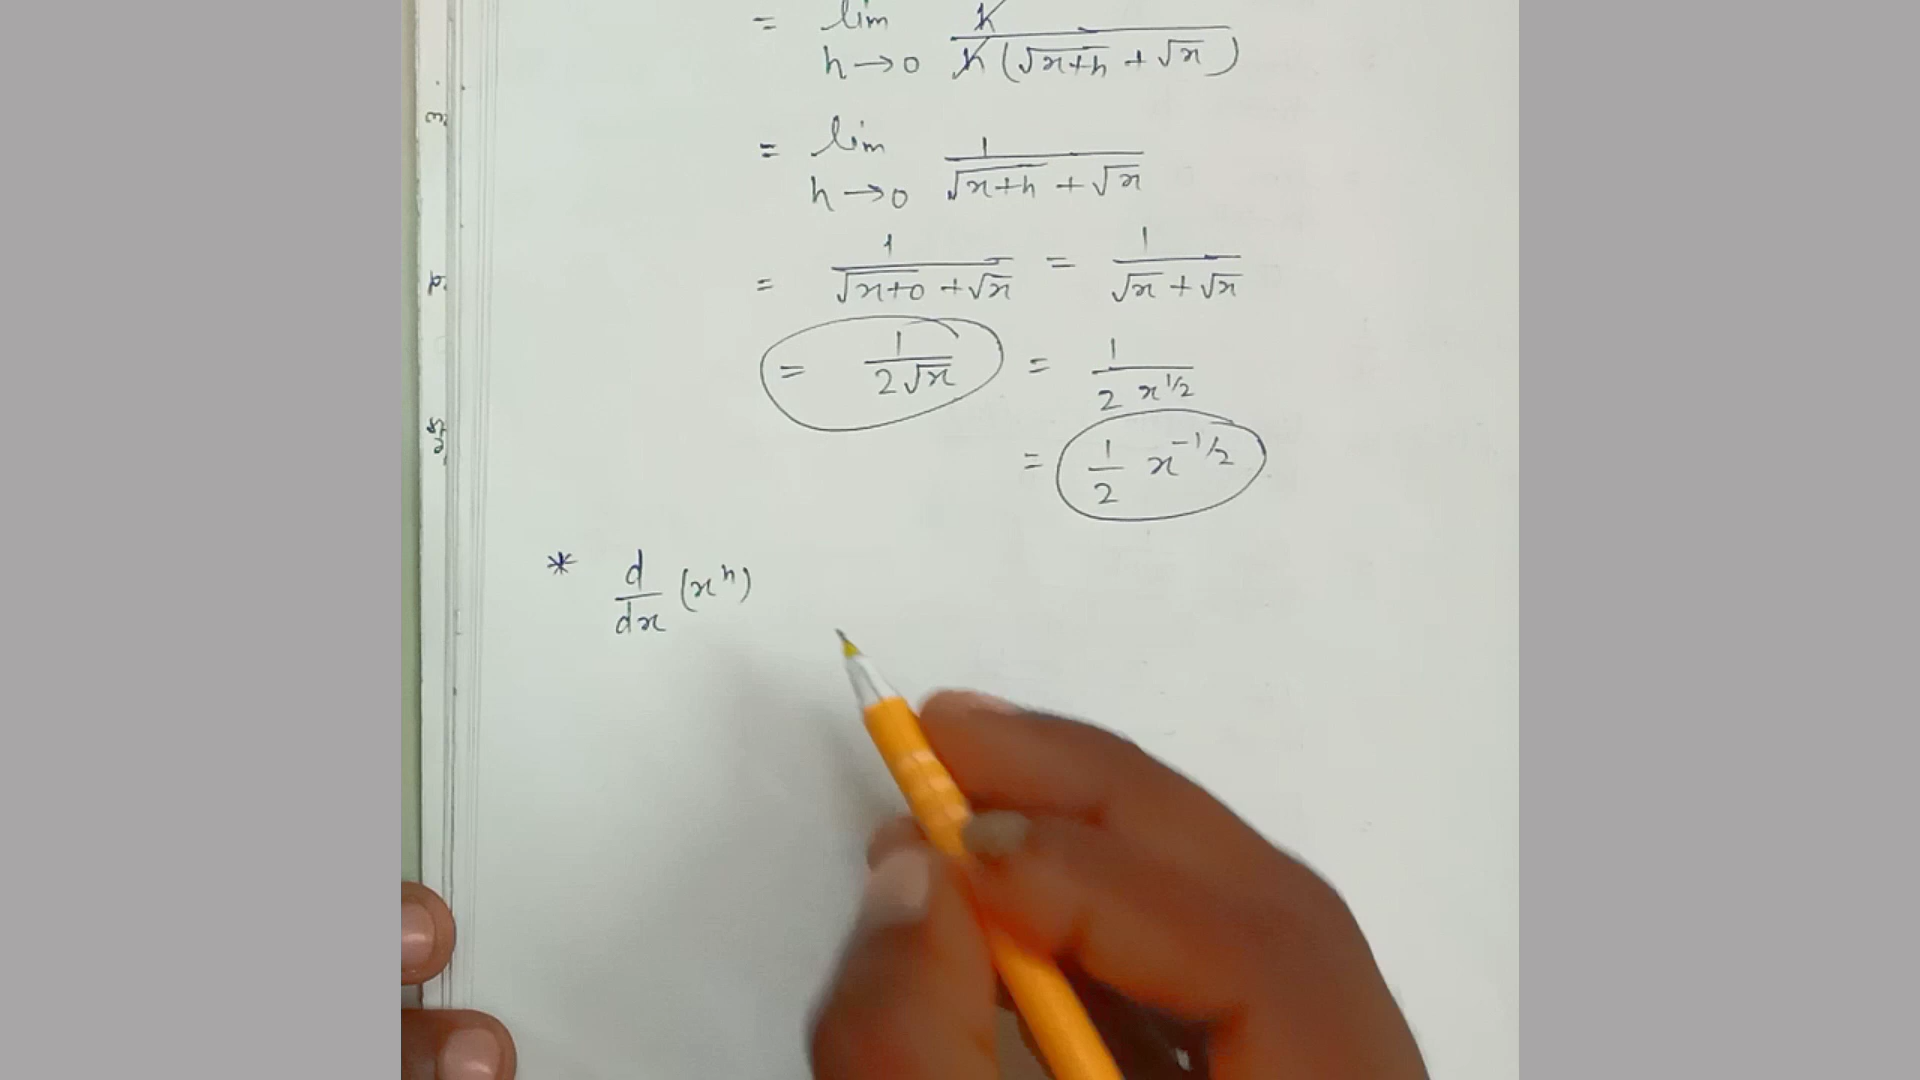 = lim h→0 h / h(√x+h + √x)
= lim h→0 1 / √x+h + √x
= 1 / √x+0 + √x = 1 / √x + √x
= 1 / 2√x = 1 / 2 x^1/2
= 1/2 x^-1/2
* d/dx (x^n)